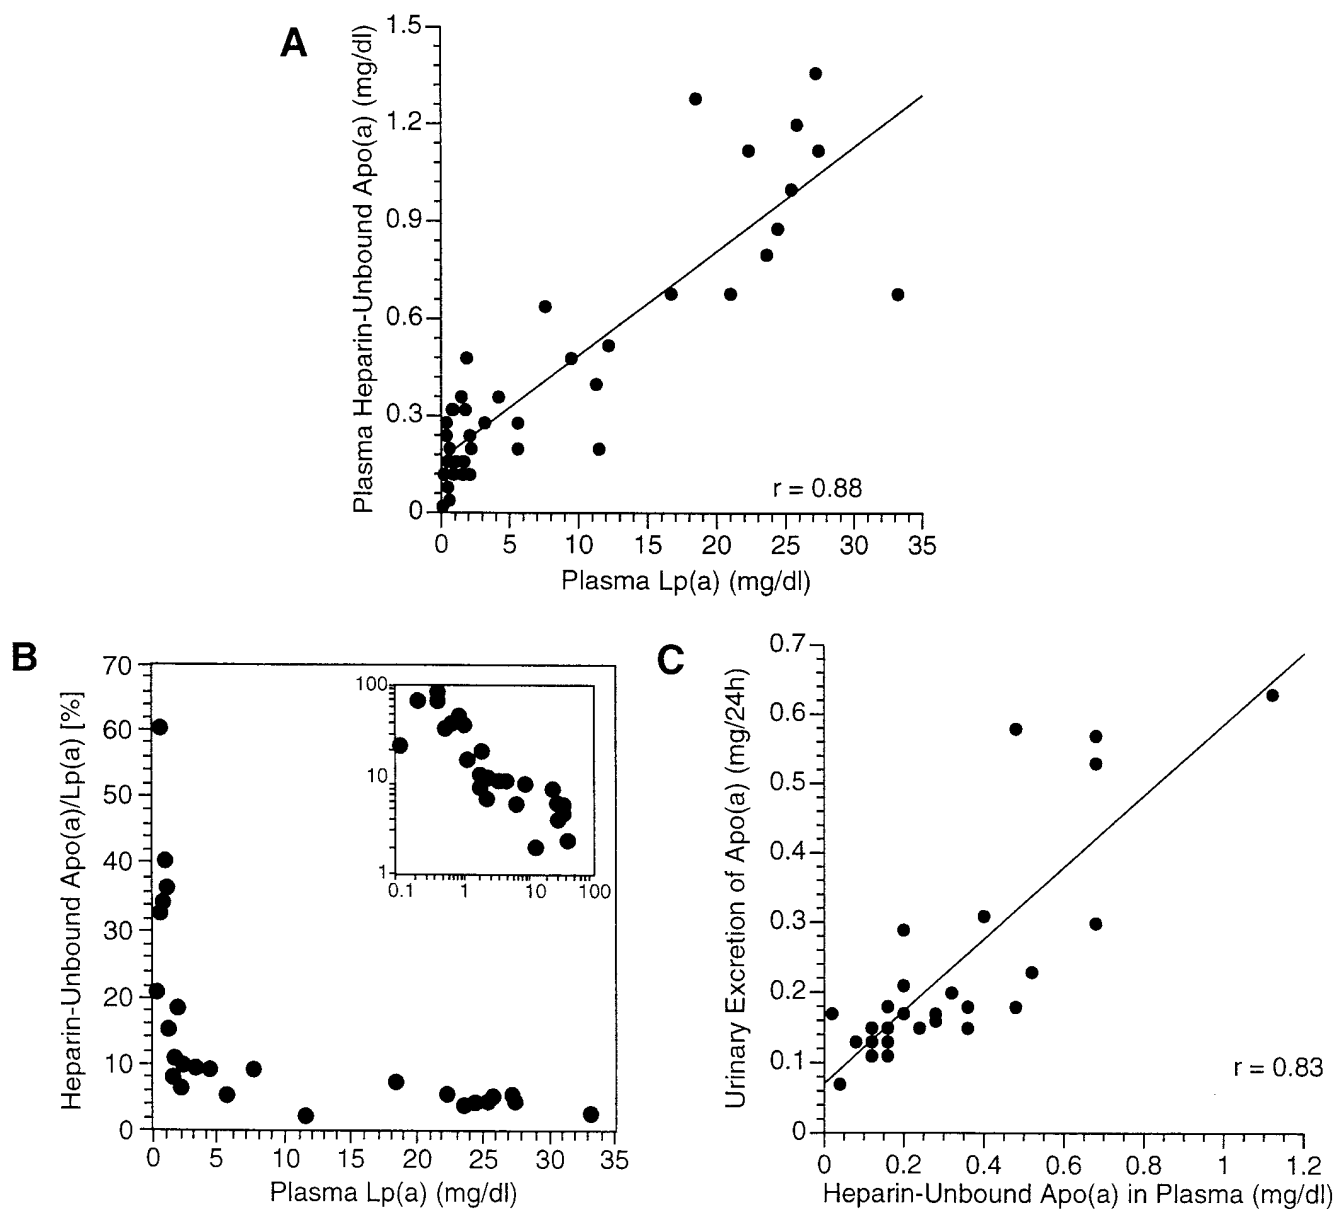 A
Plasma Heparin-Unbound Apo(a) (mg/dl)
1.5
1.2
0.9
0.6
0.3
0
r = 0.88
0 5 10 15 20 25 30 35
Plasma Lp(a) (mg/dl)
B
Heparin-Unbound Apo(a)/Lp(a) [%]
70
60
50
40
30
20
10
0
100
10
1
0.1 1 10 100
0 5 10 15 20 25 30 35
Plasma Lp(a) (mg/dl)
C
Urinary Excretion of Apo(a) (mg/24h)
0.7
0.6
0.5
0.4
0.3
0.2
0.1
0
r = 0.83
0 0.2 0.4 0.6 0.8 1 1.2
Heparin-Unbound Apo(a) in Plasma (mg/dl)